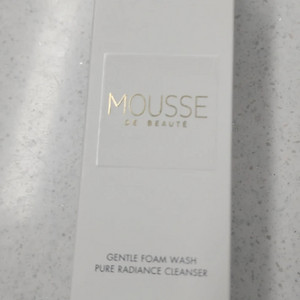 MOUSSE
DE BEAUTÉ
GENTLE FOAM WASH
PURE RADIANCE CLEANSER